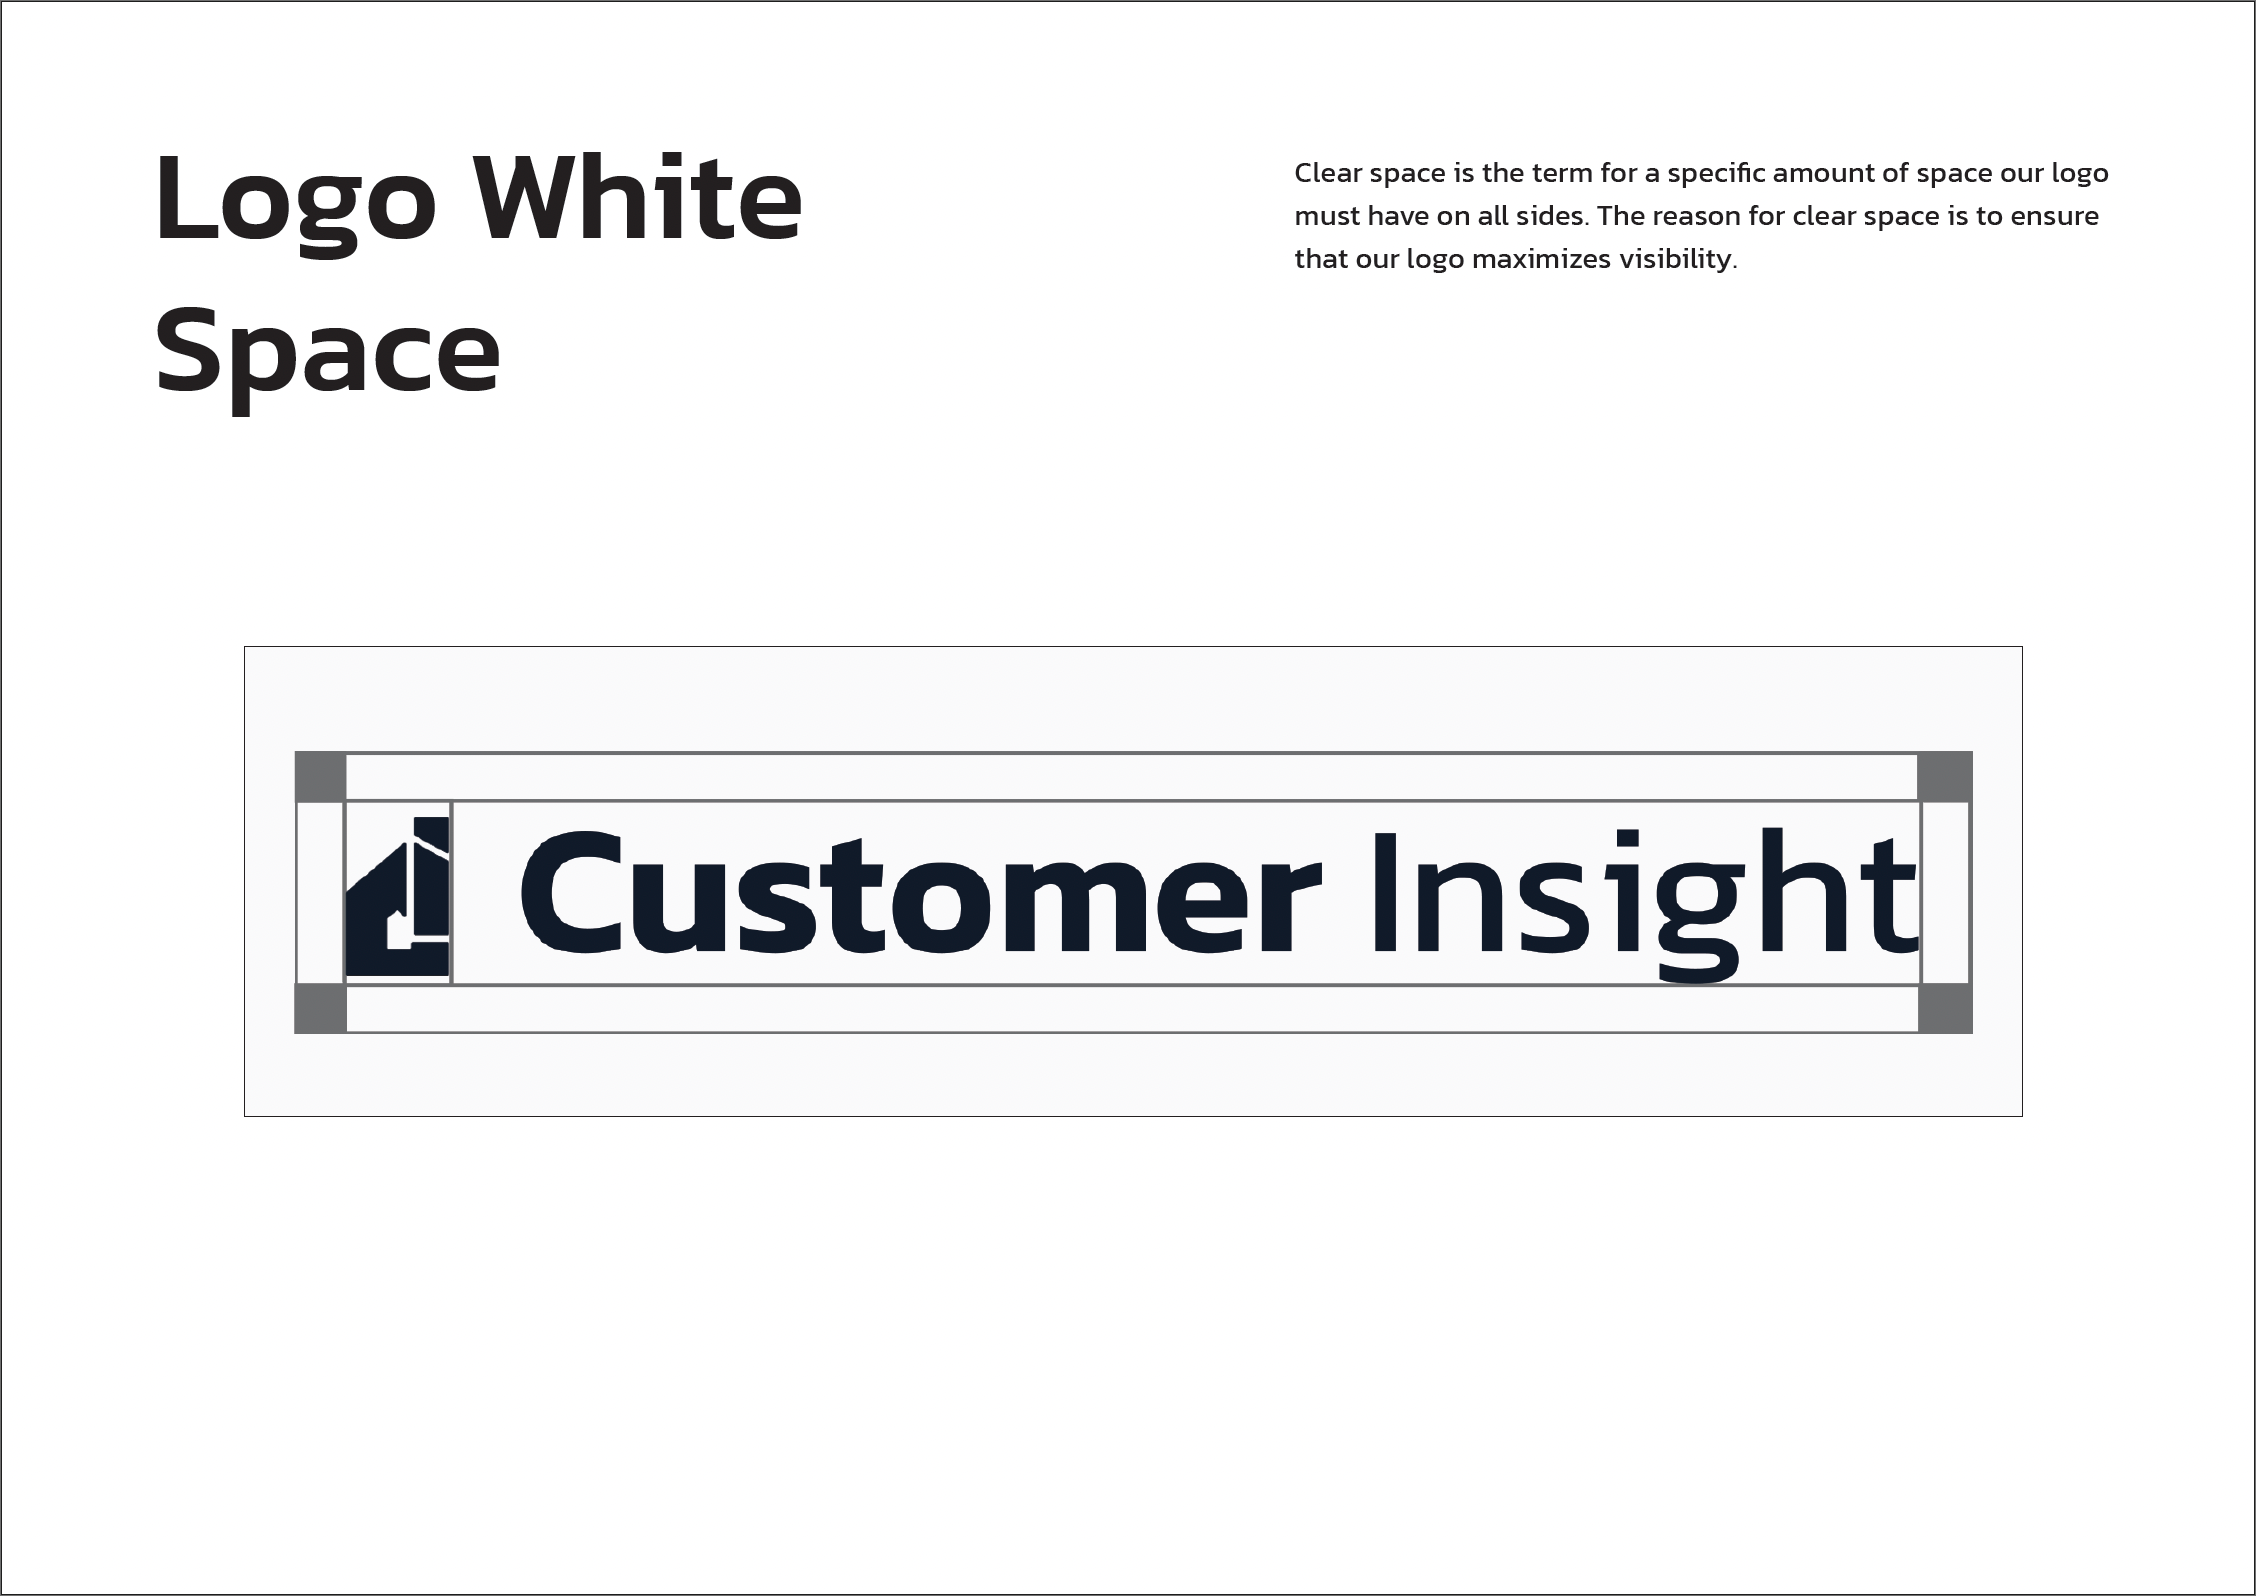 Logo White
Space
Clear space is the term for a specific amount of space our logo
must have on all sides. The reason for clear space is to ensure
that our logo maximizes visibility.
Customer Insight